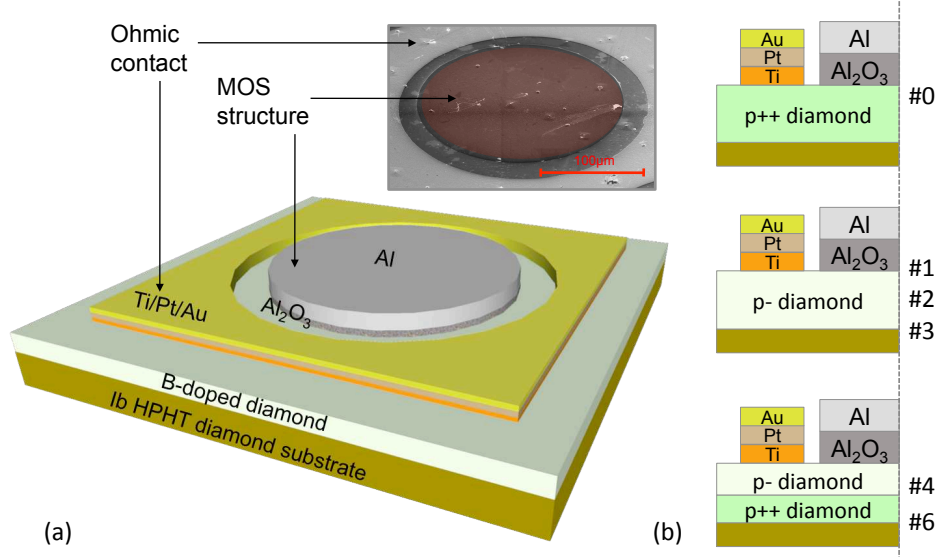 Ohmic
contact
MOS
structure
100μm
Al
Ti/Pt/Au
Al₂O₃
B-doped diamond
Ib HPHT diamond substrate
(a)
(b)
Au
Pt
Ti
Al
Al₂O₃
p++ diamond
#0
Au
Pt
Ti
Al
Al₂O₃
p- diamond
#1
#2
#3
Au
Pt
Ti
Al
Al₂O₃
p- diamond
p++ diamond
#4
#6